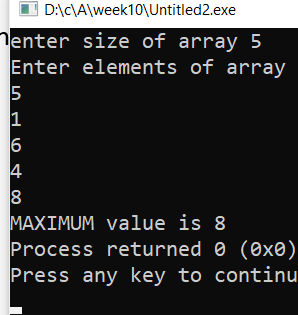 D:\c\A\week10\Untitled2.exe
enter size of array 5
Enter elements of array
5
1
6
4
8
MAXIMUM value is 8
Process returned 0 (0x0)
Press any key to continu